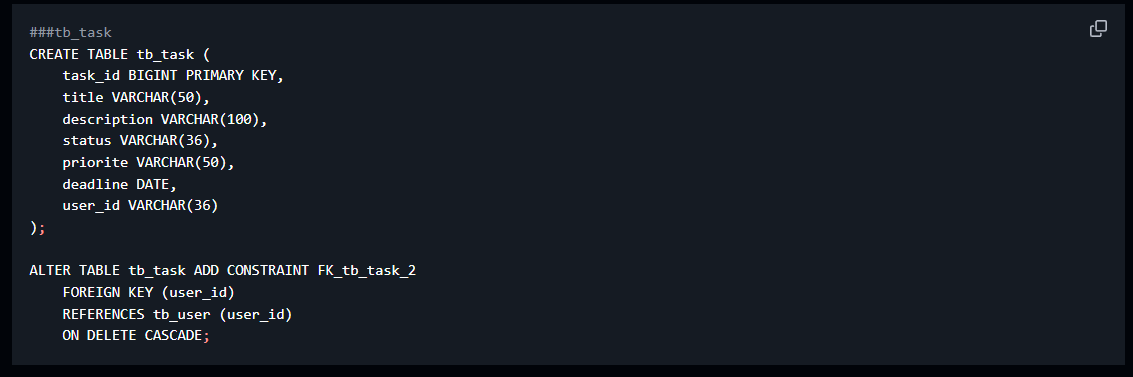 ###tb_task
CREATE TABLE tb_task (
    task_id BIGINT PRIMARY KEY,
    title VARCHAR(50),
    description VARCHAR(100),
    status VARCHAR(36),
    priorite VARCHAR(50),
    deadline DATE,
    user_id VARCHAR(36)
);

ALTER TABLE tb_task ADD CONSTRAINT FK_tb_task_2
    FOREIGN KEY (user_id)
    REFERENCES tb_user (user_id)
    ON DELETE CASCADE;